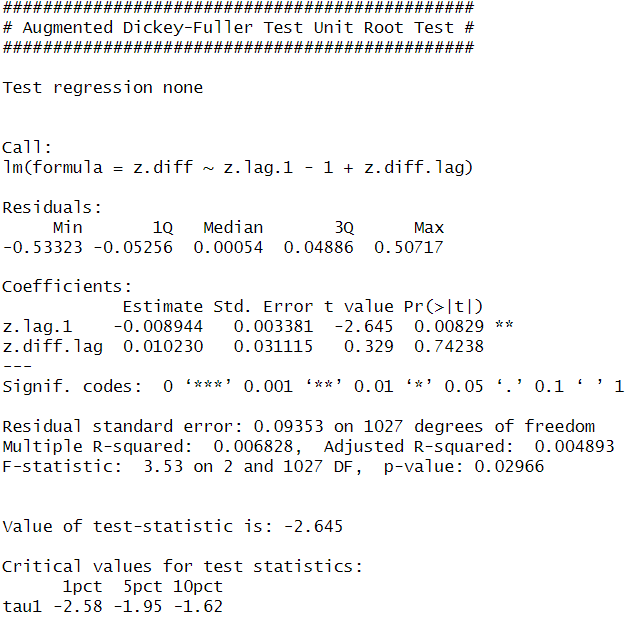 ###############################################
# Augmented Dickey-Fuller Test Unit Root Test #
###############################################
Test regression none
Call:
lm(formula = z.diff ~ z.lag.1 - 1 + z.diff.lag)
Residuals:
     Min       1Q   Median       3Q      Max
-0.53323 -0.05256  0.00054  0.04886  0.50717
Coefficients:
            Estimate Std. Error t value Pr(>|t|)
z.lag.1    -0.008944   0.003381  -2.645  0.00829 **
z.diff.lag  0.010230   0.031115   0.329  0.74238
---
Signif. codes:  0 ‘***’ 0.001 ‘**’ 0.01 ‘*’ 0.05 ‘.’ 0.1 ‘ ’ 1
Residual standard error: 0.09353 on 1027 degrees of freedom
Multiple R-squared:  0.006828,  Adjusted R-squared:  0.004893
F-statistic:  3.53 on 2 and 1027 DF,  p-value: 0.02966
Value of test-statistic is: -2.645
Critical values for test statistics:
      1pct  5pct 10pct
tau1 -2.58 -1.95 -1.62